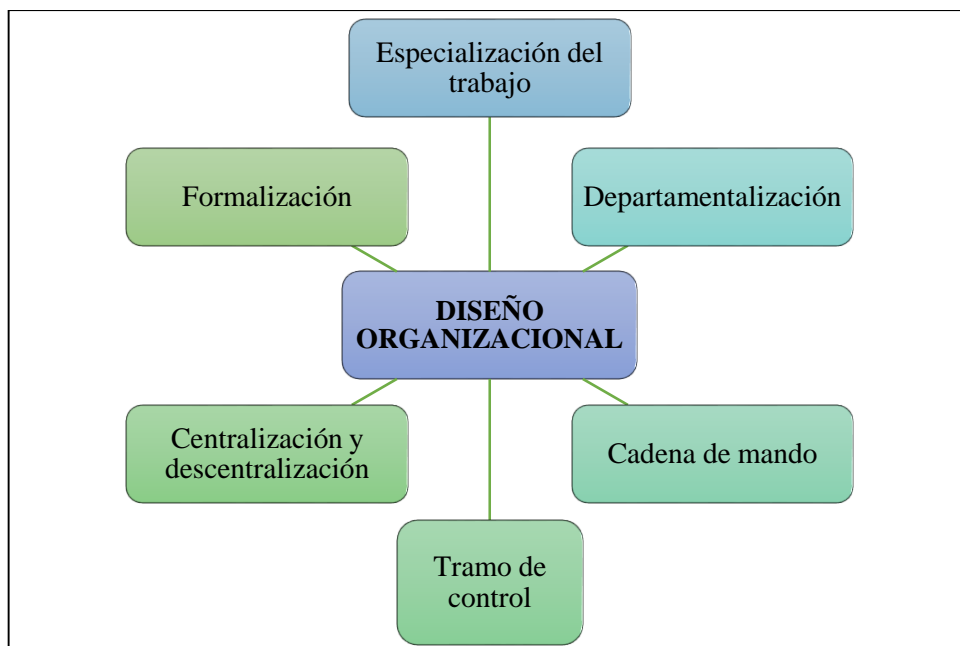 Especialización del
trabajo
Formalización
Departamentalización
DISEÑO
ORGANIZACIONAL
Centralización y
descentralización
Cadena de mando
Tramo de
control